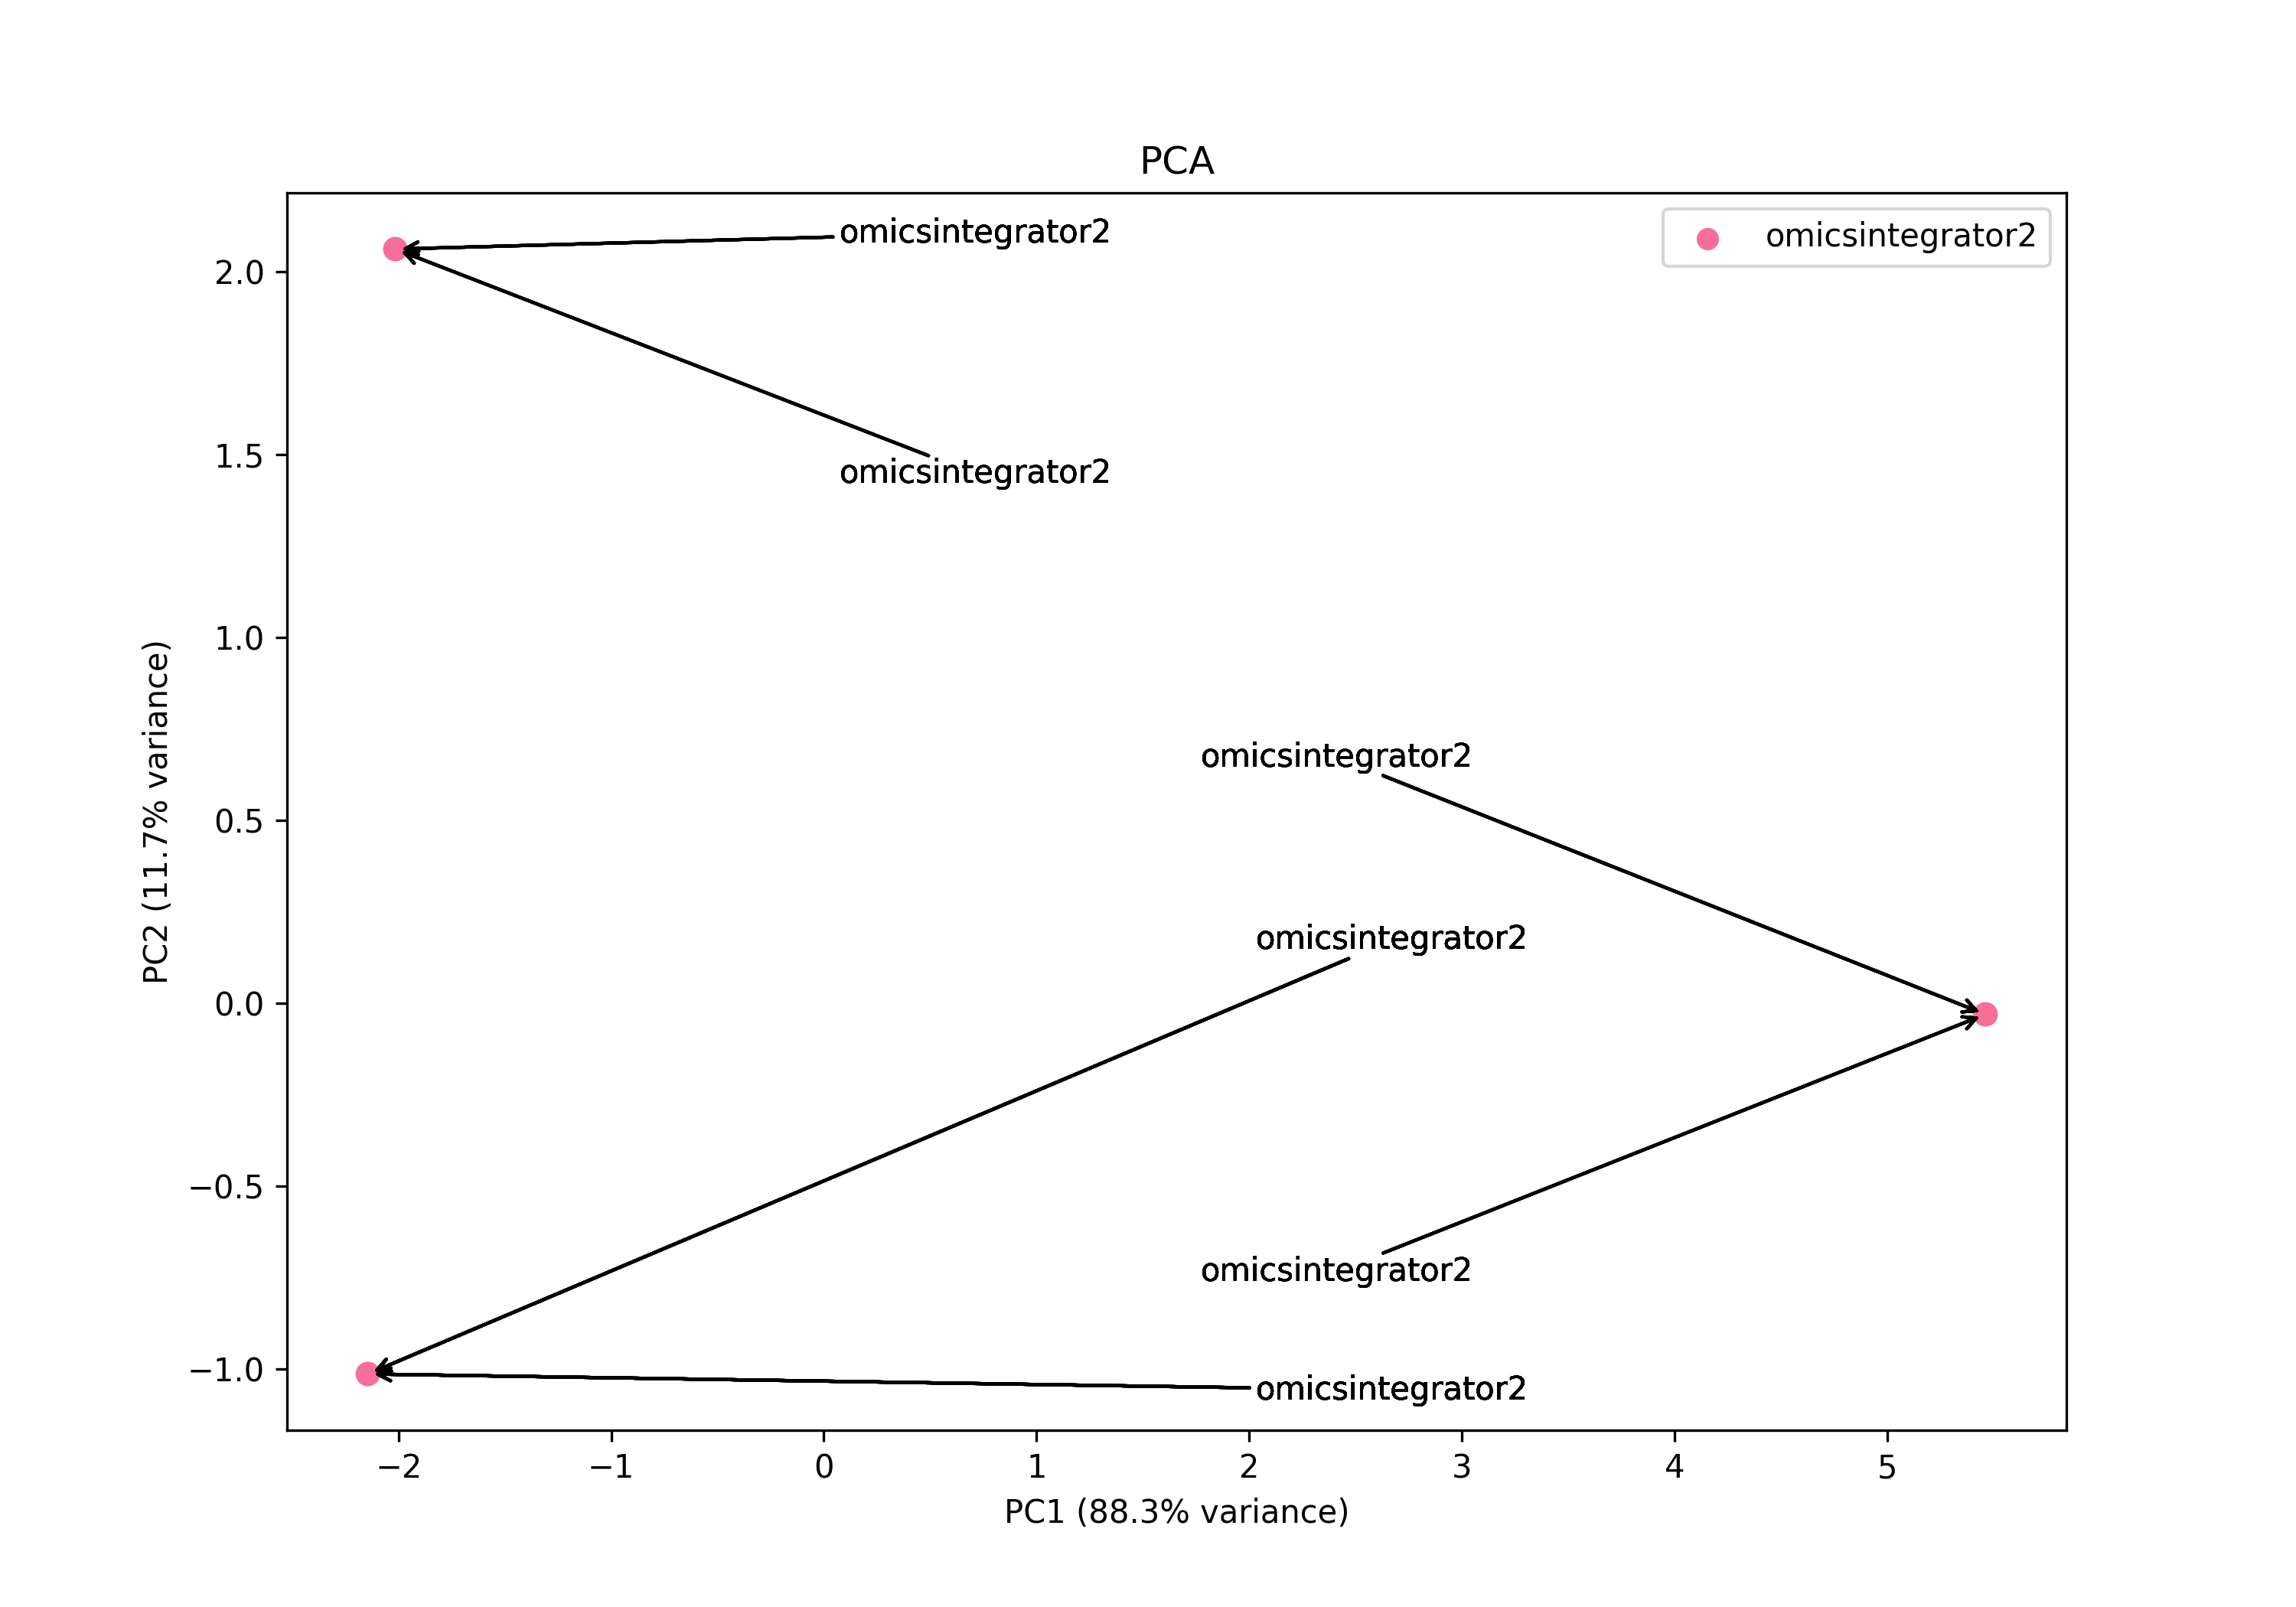 PCA
omicsintegrator2
omicsintegrator2
2.0
1.5
omicsintegrator2
1.0
omicsintegrator2
0.5
omicsintegrator2
0.0
−0.5
omicsintegrator2
−1.0
omicsintegrator2
PC2 (11.7% variance)
−2 −1 0 1 2 3 4 5
PC1 (88.3% variance)